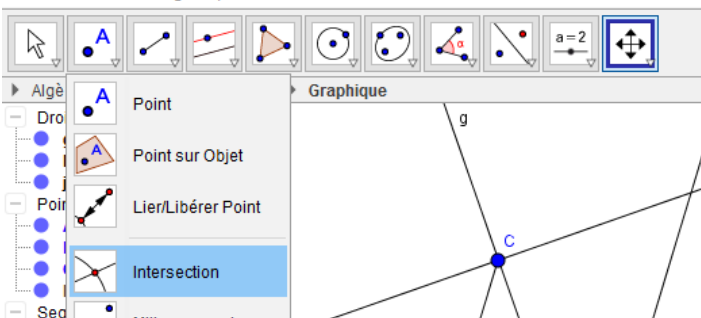 A
α
a=2
Algè
Graphique
Dro
g
j
Poin
A
Seg
A
Point
A
Point sur Objet
Lier/Libérer Point
Intersection
g
C